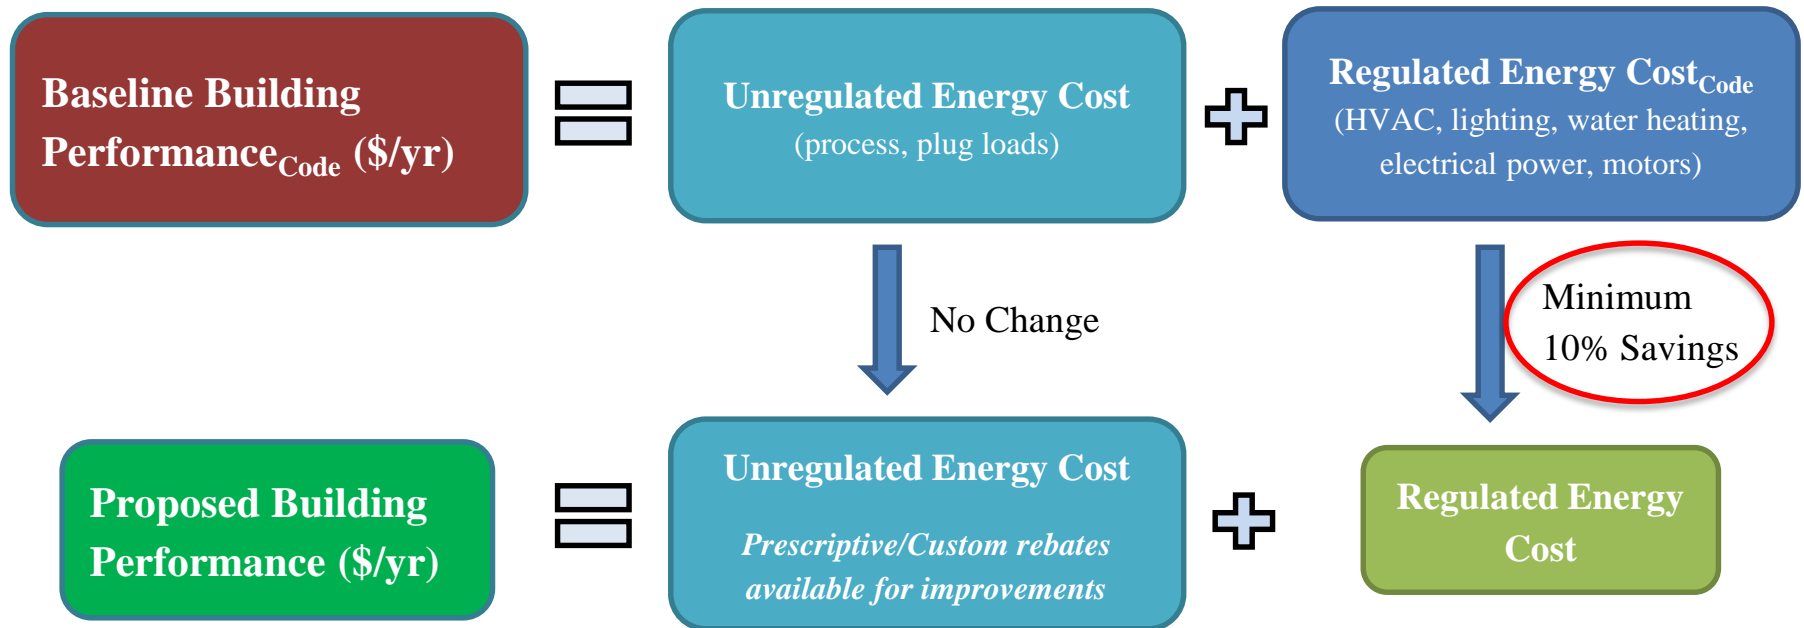 Baseline Building
Performance_Code ($/yr)
Unregulated Energy Cost
(process, plug loads)
Regulated Energy Cost_Code
(HVAC, lighting, water heating,
electrical power, motors)
No Change
Minimum
10% Savings
Proposed Building
Performance ($/yr)
Unregulated Energy Cost
Prescriptive/Custom rebates
available for improvements
Regulated Energy
Cost